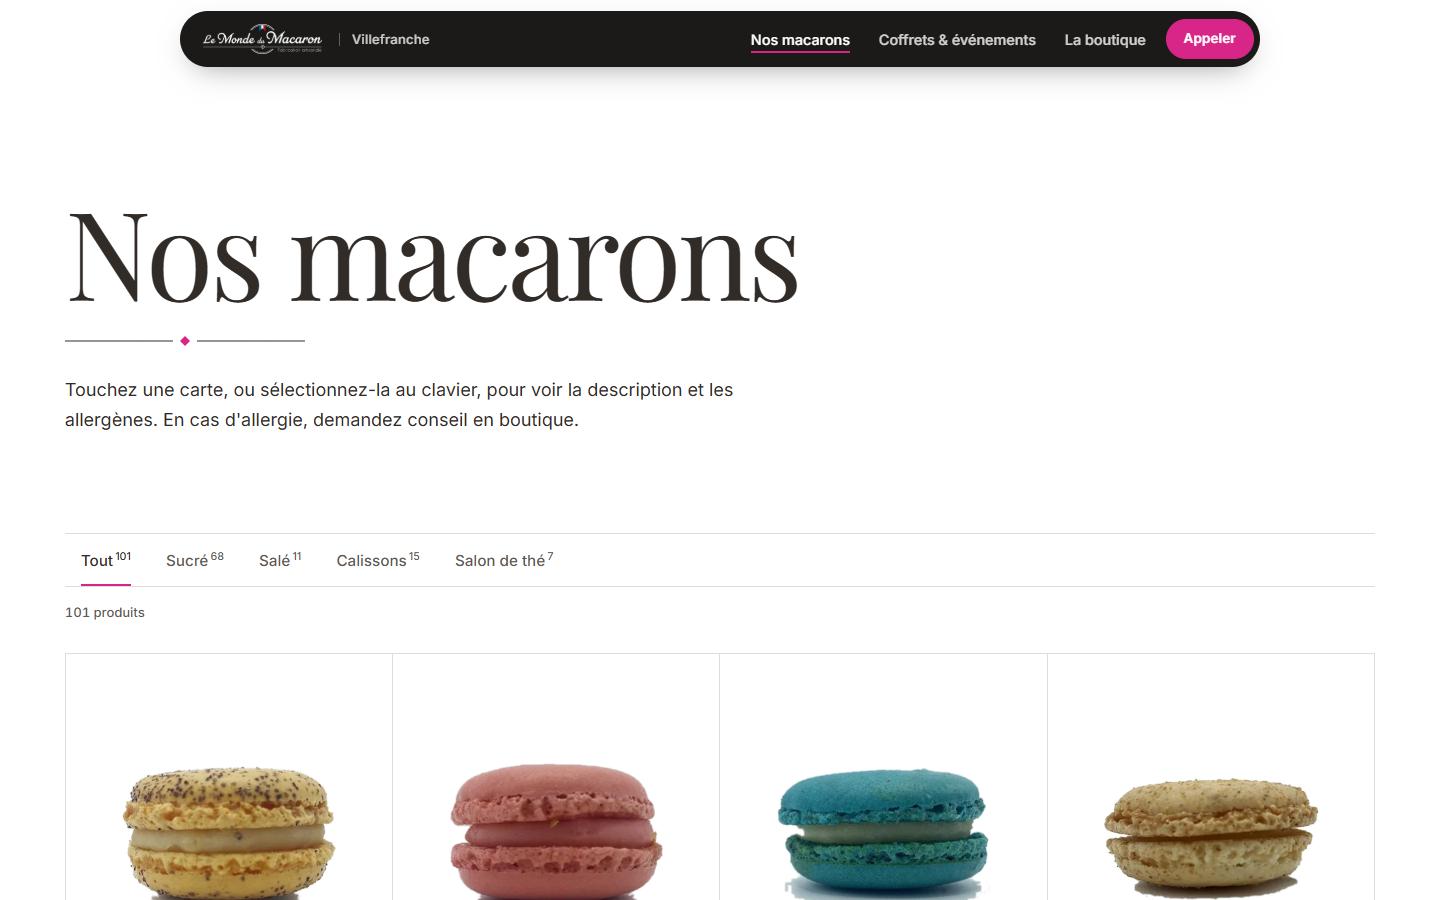 Le Monde du Macaron
fabrication artisanale
Villefranche
Nos macarons
Coffrets & événements
La boutique
Appeler
Nos macarons
Touchez une carte, ou sélectionnez-la au clavier, pour voir la description et les
allergènes. En cas d'allergie, demandez conseil en boutique.
Tout 101
Sucré 68
Salé 11
Calissons 15
Salon de thé 7
101 produits